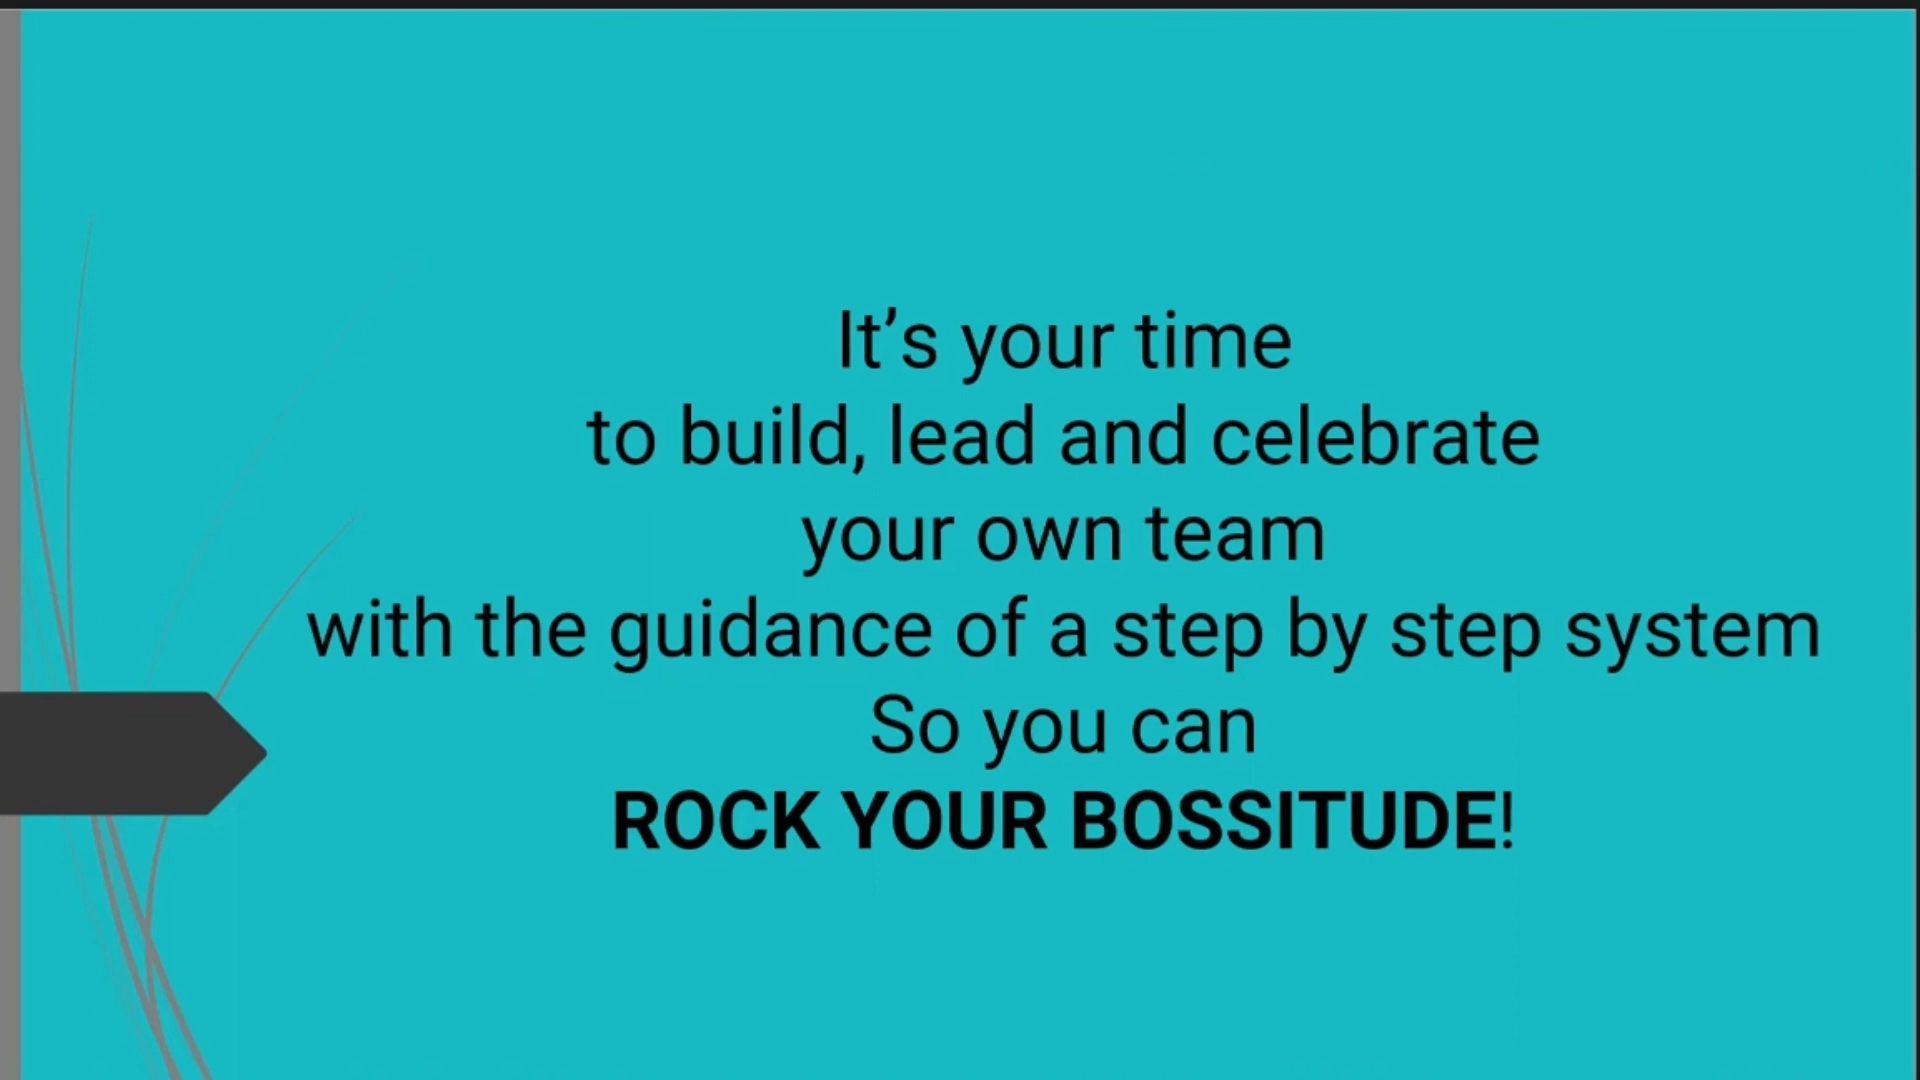 It’s your time
to build, lead and celebrate
your own team
with the guidance of a step by step system
So you can
ROCK YOUR BOSSITUDE!